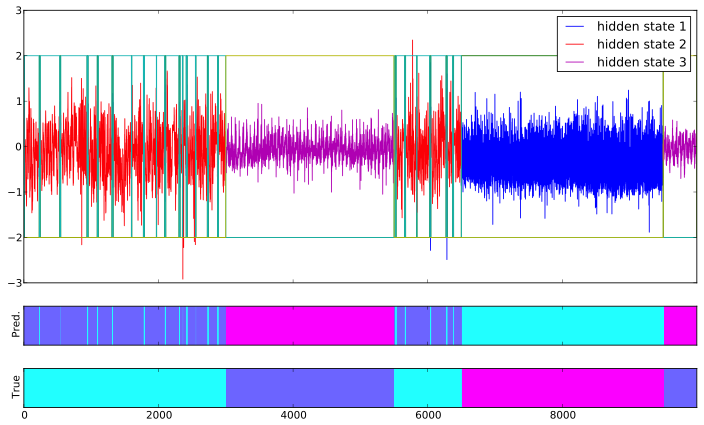 3
2
1
0
−1
−2
−3
hidden state 1
hidden state 2
hidden state 3
Pred.
True
0
2000
4000
6000
8000